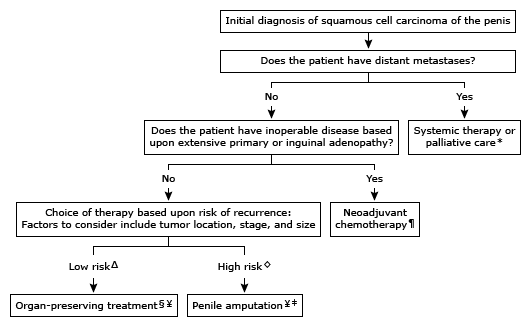 Initial diagnosis of squamous cell carcinoma of the penis
Does the patient have distant metastases?
No
Yes
Does the patient have inoperable disease based
upon extensive primary or inguinal adenopathy?
Systemic therapy or
palliative care*
No
Yes
Choice of therapy based upon risk of recurrence:
Factors to consider include tumor location, stage, and size
Neoadjuvant
chemotherapy¶
Low riskΔ
High risk◇
Organ-preserving treatment§¥
Penile amputation¥‡